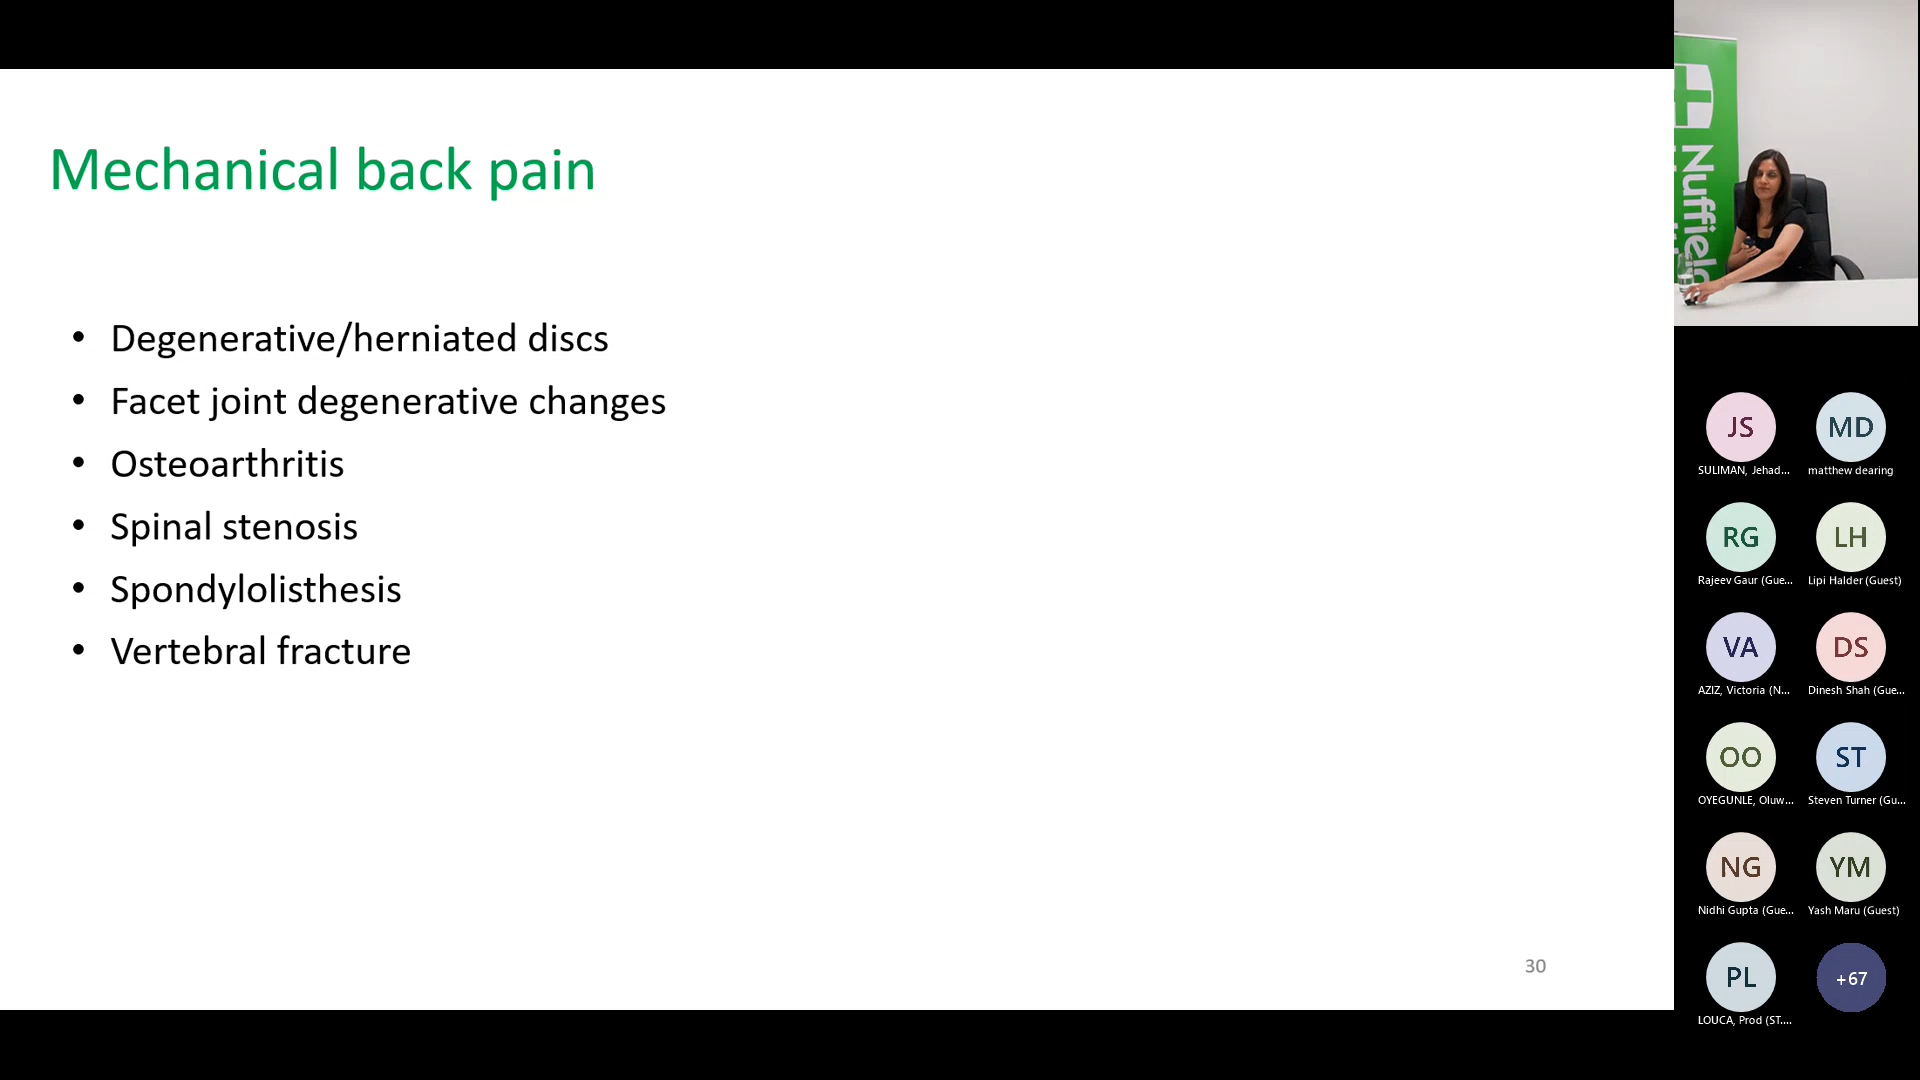 Mechanical back pain
• Degenerative/herniated discs
• Facet joint degenerative changes
• Osteoarthritis
• Spinal stenosis
• Spondylolisthesis
• Vertebral fracture
30
Nuffield
JS
SULIMAN, Jehad...
MD
matthew dearing
RG
Rajeev Gaur (Gue...
LH
Lipi Halder (Guest)
VA
AZIZ, Victoria (N...
DS
Dinesh Shah (Gue...
OO
OYEGUNLE, Oluw...
ST
Steven Turner (Gu...
NG
Nidhi Gupta (Gue...
YM
Yash Maru (Guest)
PL
LOUCA, Prod (ST....
+67